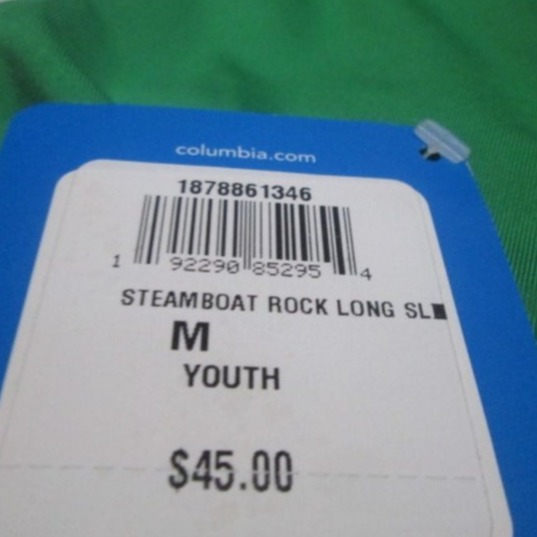 columbia.com
1878861346
1 92290 85295 4
STEAMBOAT ROCK LONG SL
M
YOUTH
$45.00